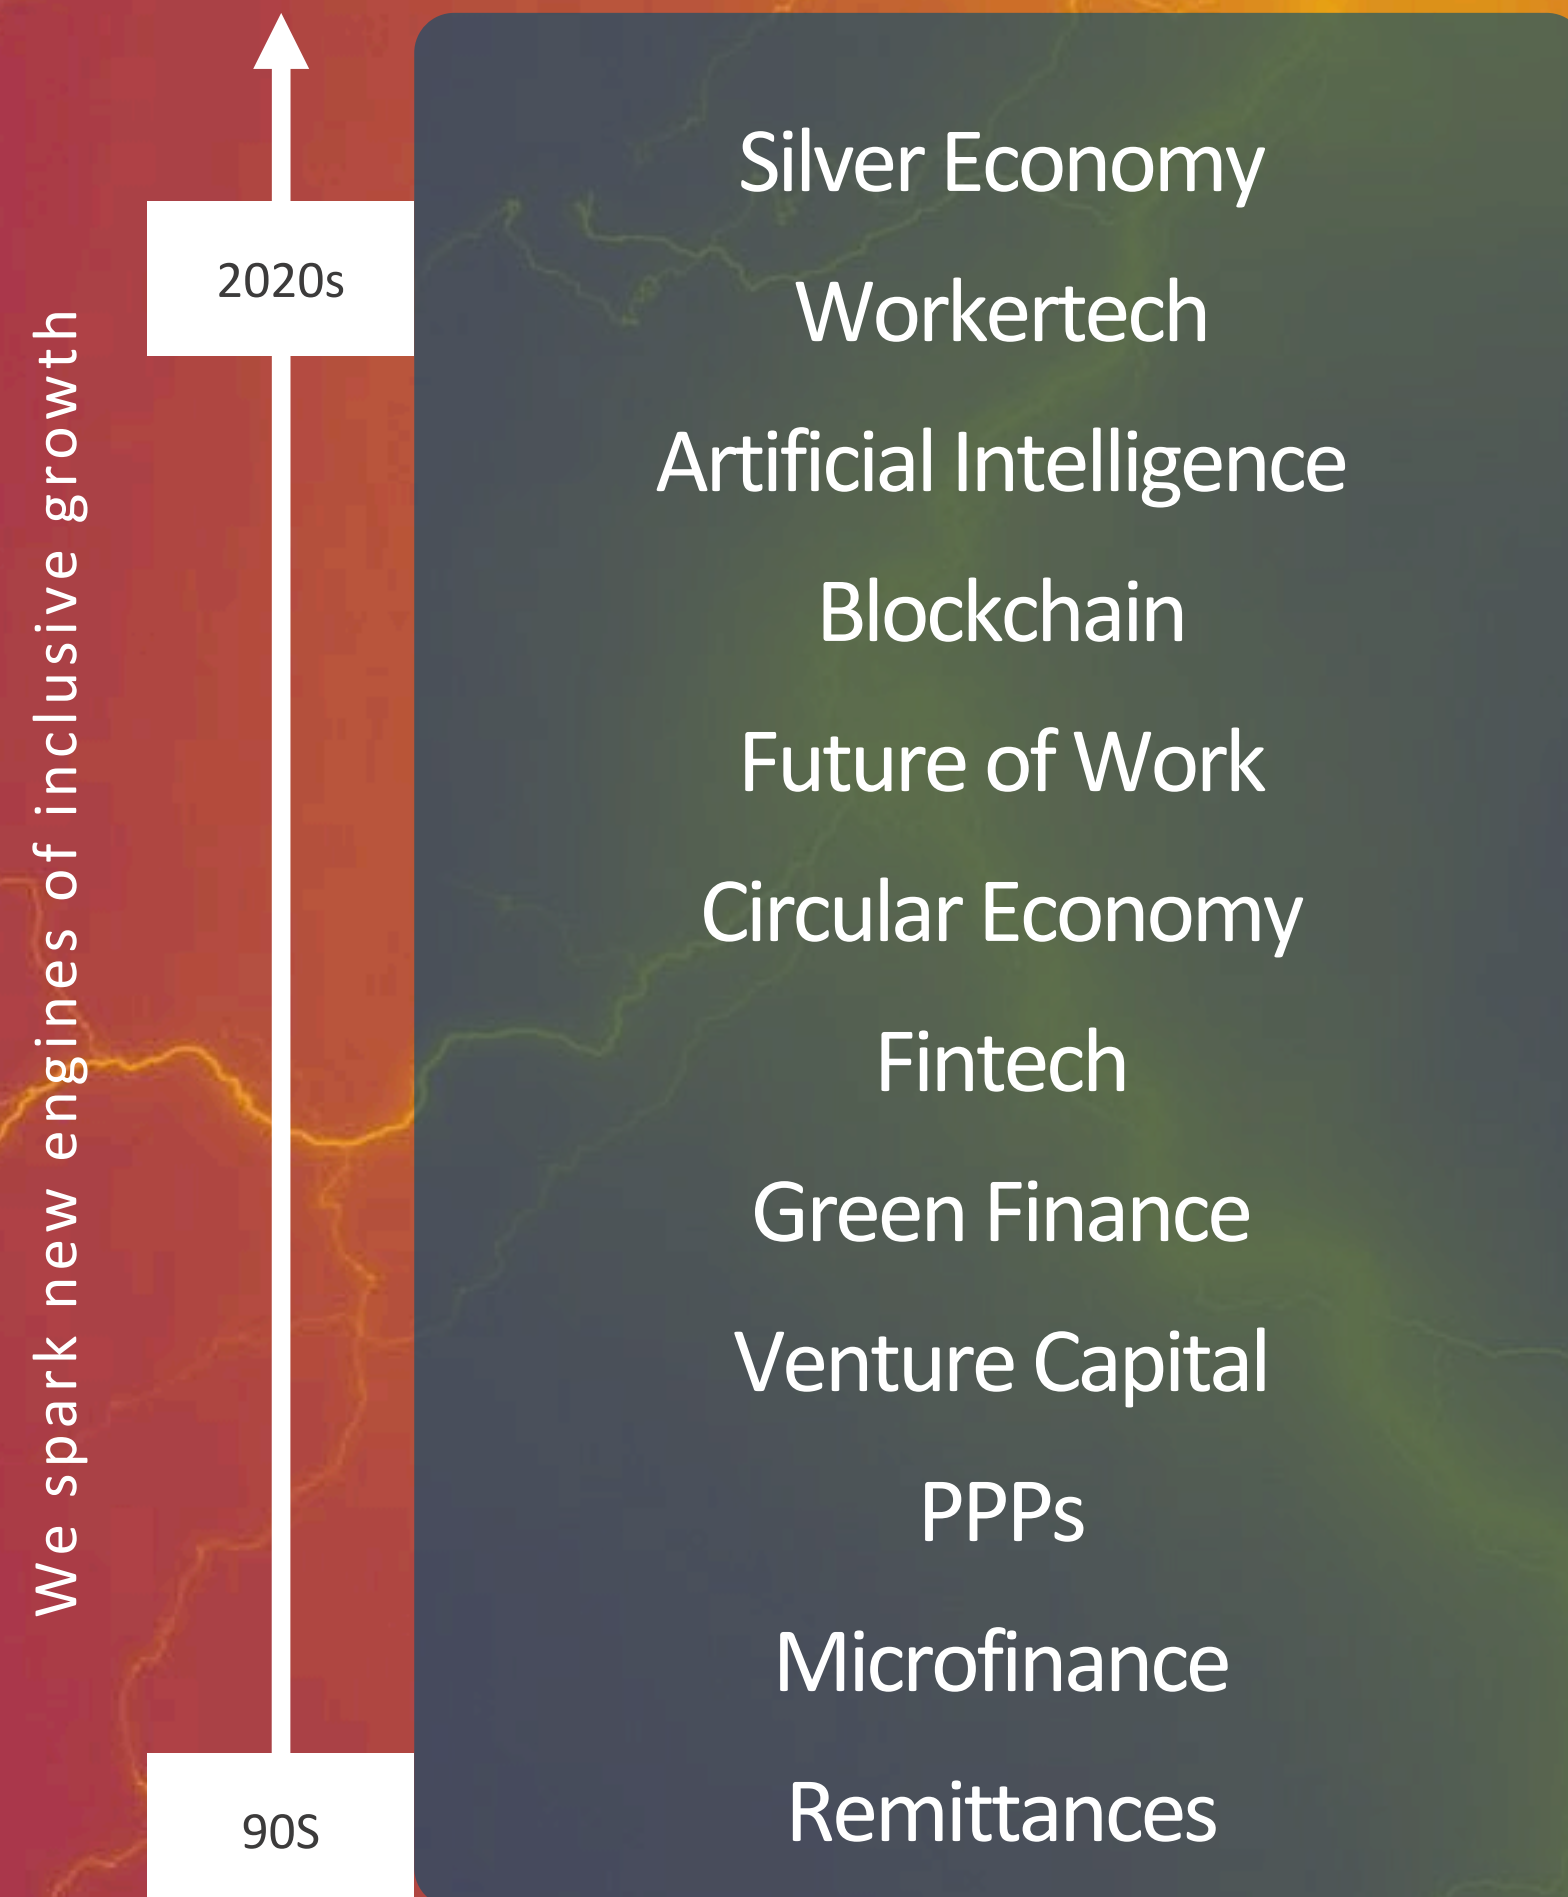 We spark new engines of inclusive growth
2020s
90S
Silver Economy
Workertech
Artificial Intelligence
Blockchain
Future of Work
Circular Economy
Fintech
Green Finance
Venture Capital
PPPs
Microfinance
Remittances